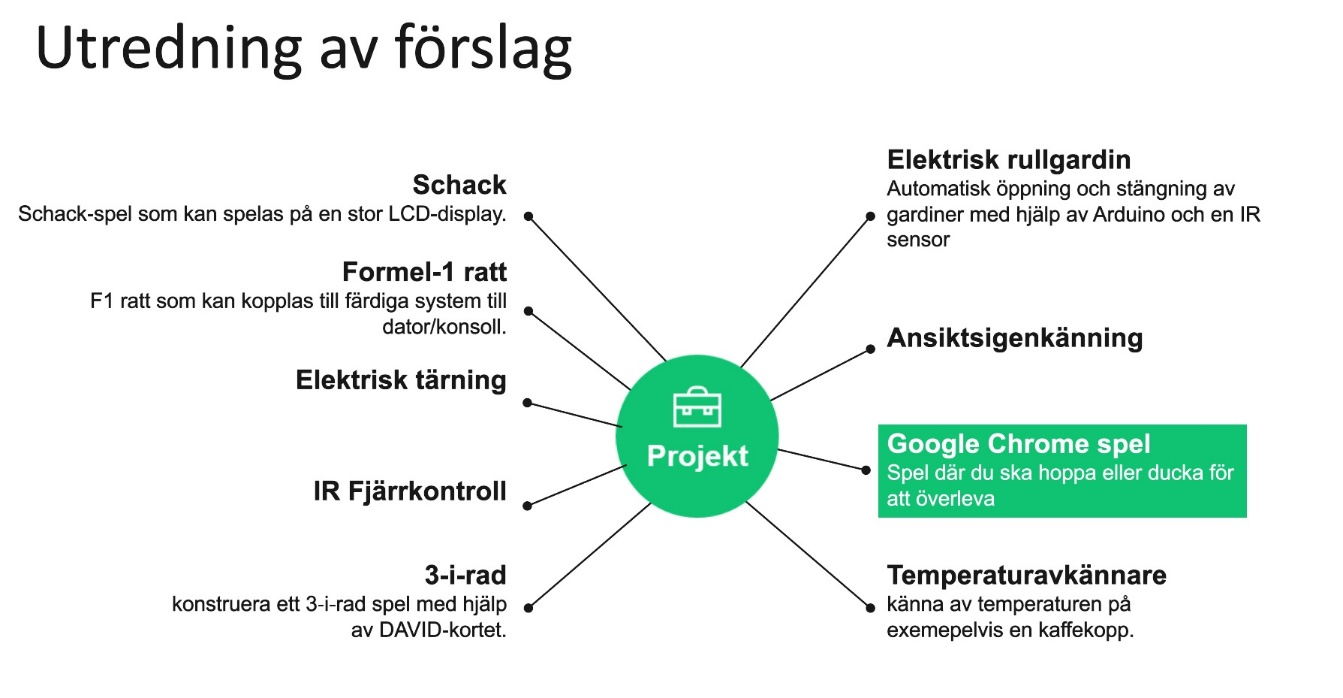 Utredning av förslag
Schack
Schack-spel som kan spelas på en stor LCD-display.
Formel-1 ratt
F1 ratt som kan kopplas till färdiga system till
dator/konsoll.
Elektrisk tärning
IR Fjärrkontroll
3-i-rad
konstruera ett 3-i-rad spel med hjälp
av DAVID-kortet.
Projekt
Elektrisk rullgardin
Automatisk öppning och stängning av
gardiner med hjälp av Arduino och en IR
sensor
Ansiktsigenkänning
Google Chrome spel
Spel där du ska hoppa eller ducka för
att överleva
Temperaturavkännare
känna av temperaturen på
exemepelvis en kaffekopp.